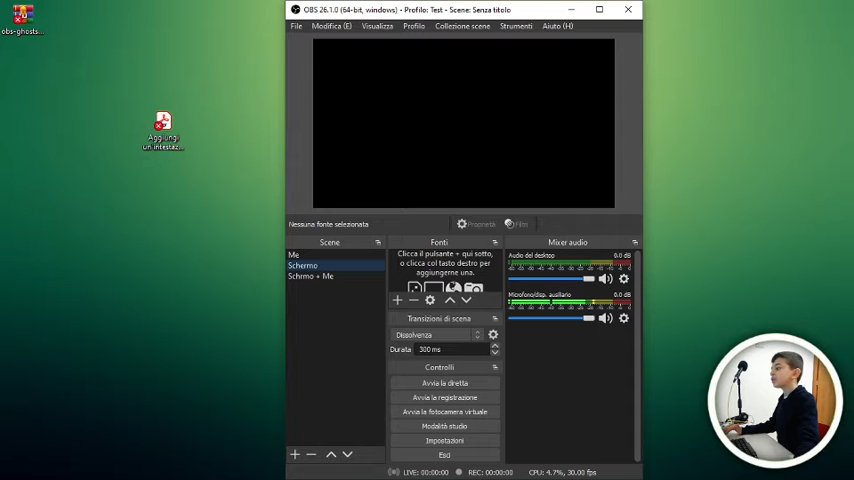 obs-ghosts...
Aggiungi
un'intestaz...
OBS 26.1.0 (64-bit, windows) - Profilo: Test - Scene: Senza titolo
File Modifica (E) Visualizza Profilo Collezione scene Strumenti Aiuto (H)
Nessuna fonte selezionata
Proprietà
Filtri
Scene
Me
Schermo
Schrmo + Me
Fonti
Clicca il pulsante + qui sotto,
o clicca col tasto destro per
aggiungerne una.
Transizioni di scena
Dissolvenza
Durata 300 ms
Controlli
Avvia la diretta
Avvia la registrazione
Avvia la fotocamera virtuale
Modalità studio
Impostazioni
Esci
Mixer audio
Audio del desktop 0.0 dB
Microfono/disp. ausiliario 0.0 dB
LIVE: 00:00:00 REC: 00:00:00 CPU: 4.7%, 30.00 fps